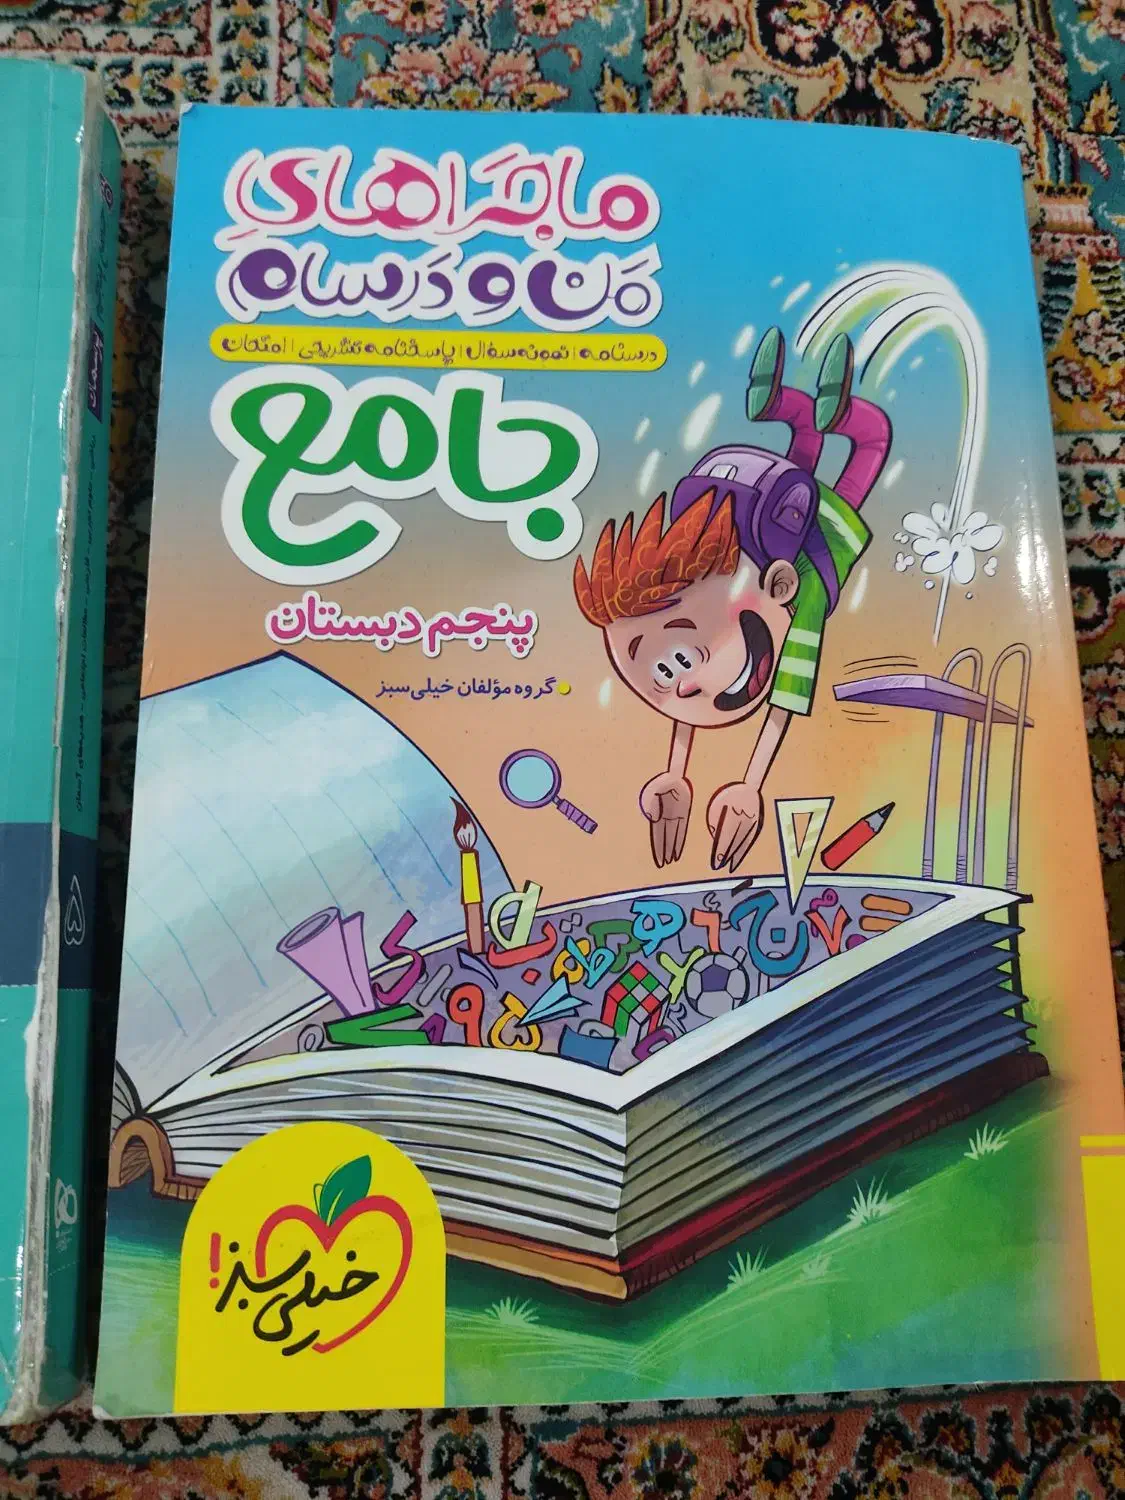 ماجراهای
من و درسام
درسنامه | نمونه سؤال | پاسخنامه تشریحی | امتحان
جامع
پنجم دبستان
گروه مؤلفان خیلی سبز
خیلی سبز!